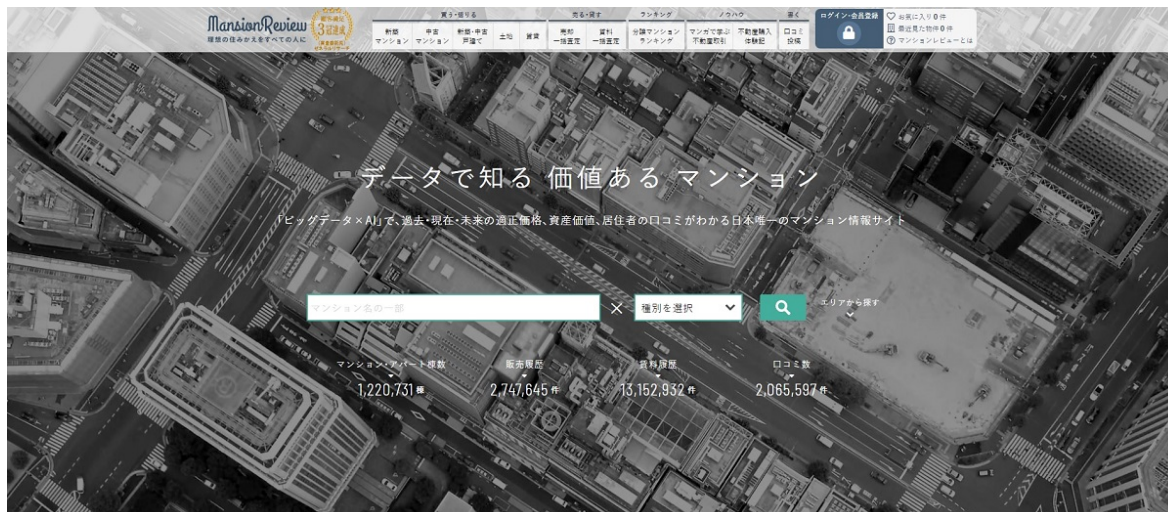 MansionReview
理想の住みかえをすべての人に
3冠達成
買う・借りる
売る・貸す
ランキング
ノウハウ
書く
新築
マンション
中古
マンション
新築・中古
戸建て
土地
賃貸
売却
一括査定
賃料
一括査定
分譲マンション
ランキング
マンガで学ぶ
不動産取引
不動産購入
体験記
口コミ
投稿
ログイン・会員登録
お気に入り0件
最近見た物件0件
マンションレビューとは
データで知る 価値ある マンション
「ビッグデータ×AI」で、過去・現在・未来の適正価格、資産価値、居住者の口コミがわかる日本唯一のマンション情報サイト
マンション名の一部
×
種別を選択
エリアから探す
マンション・アパート棟数
販売履歴
賃料履歴
口コミ数
1,220,731 棟
2,747,645 件
13,152,932 件
2,065,597 件